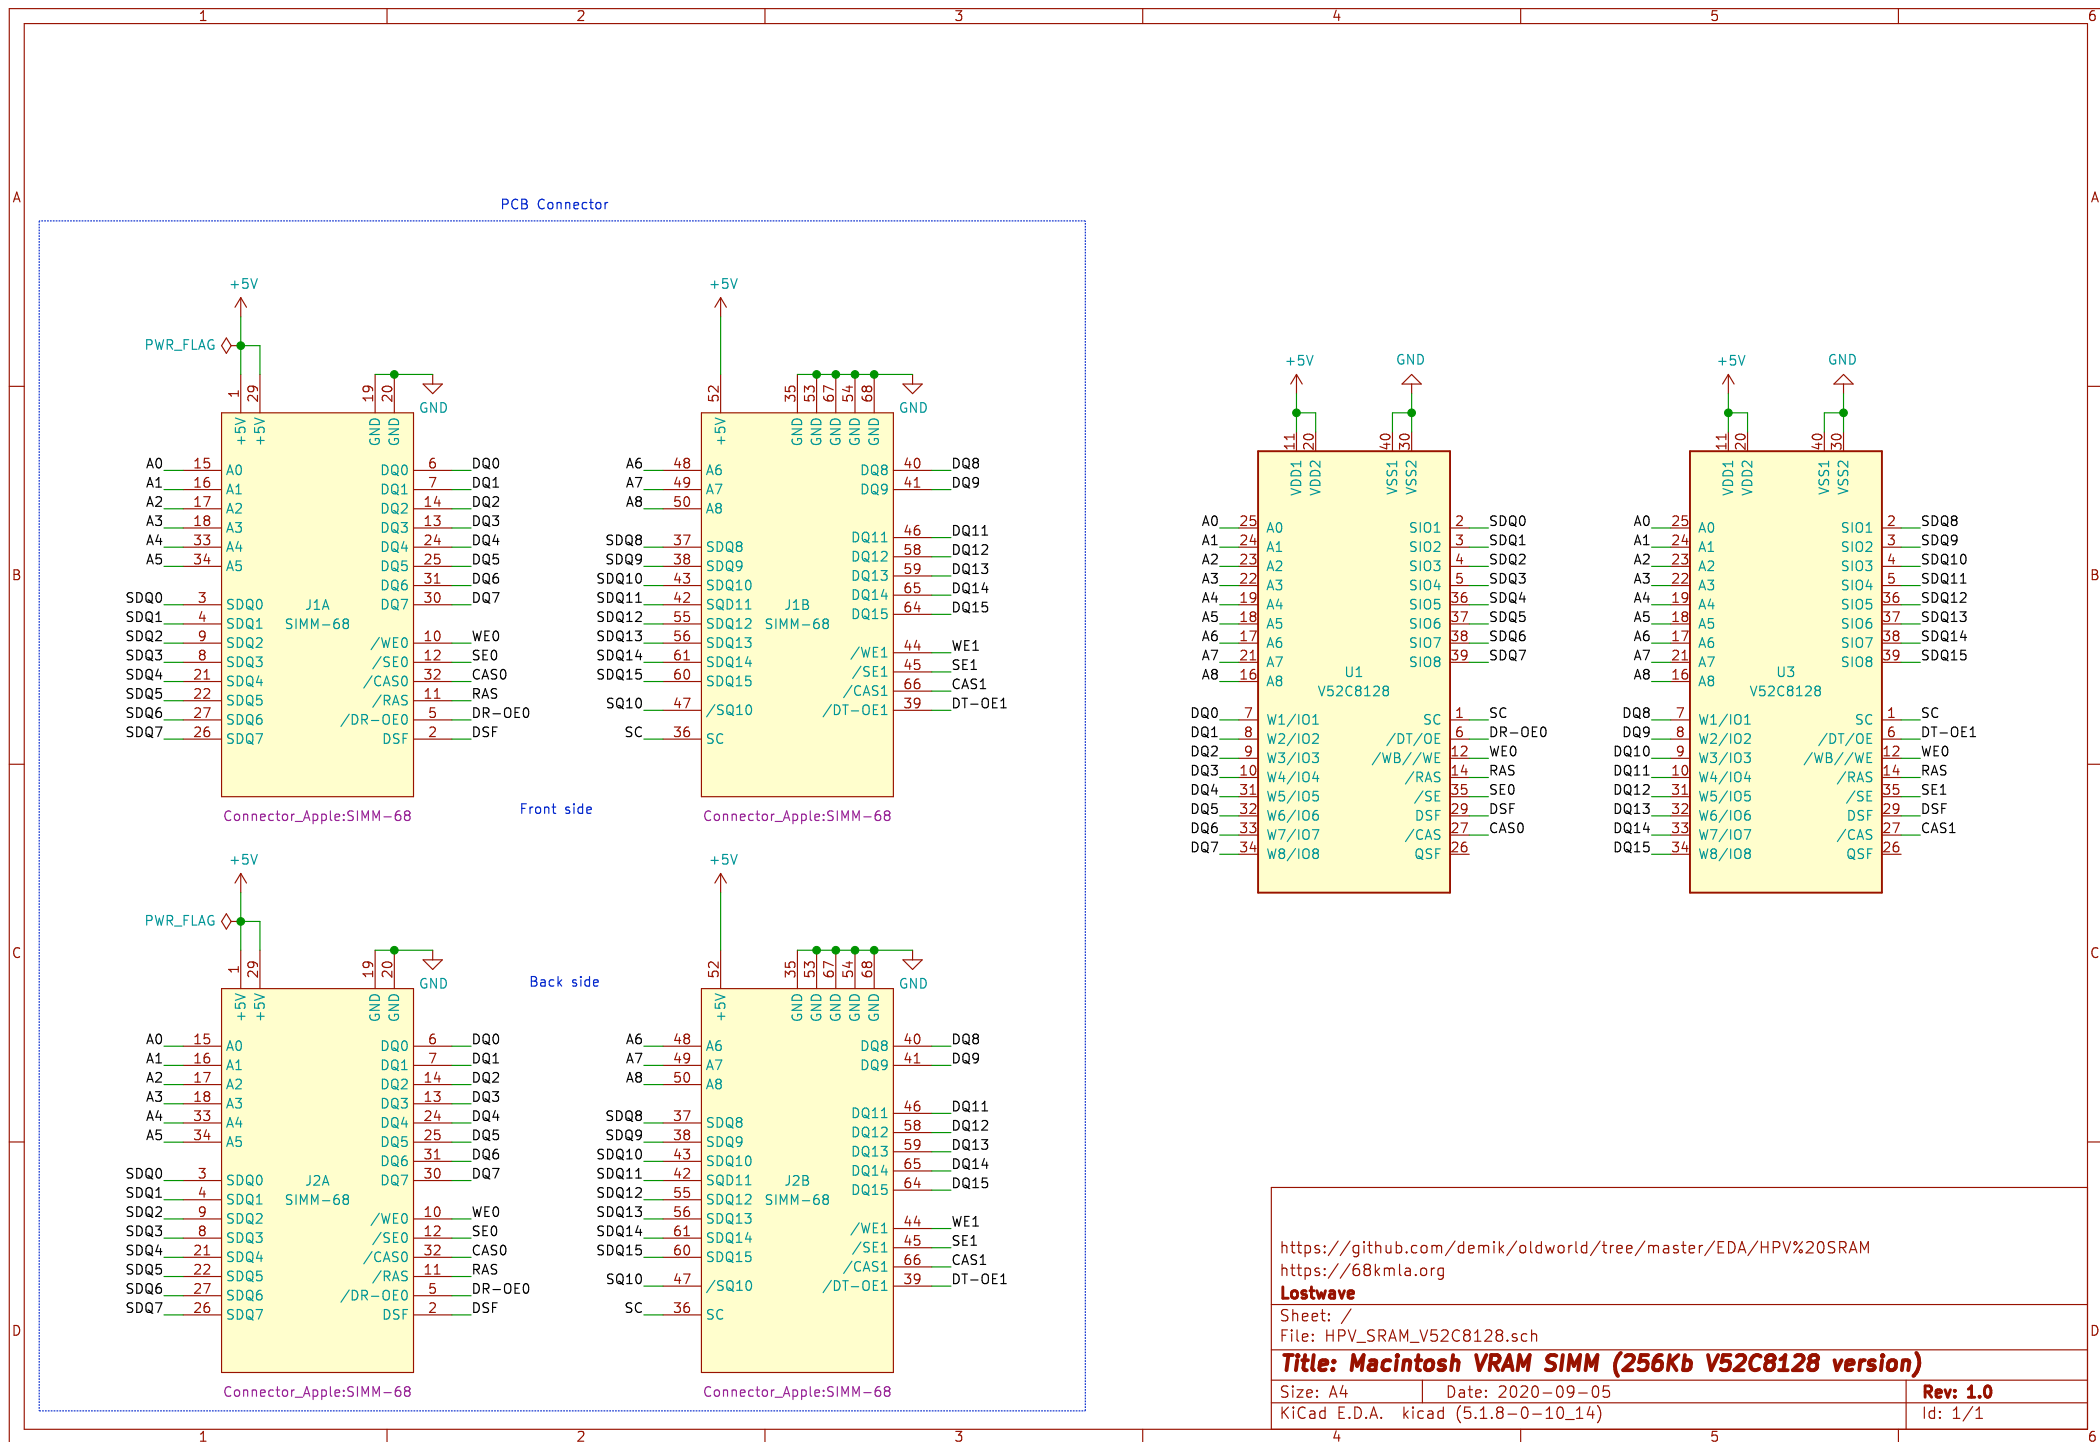 1 2 3 4 5 6
A
B
C
D
PCB Connector
+5V
PWR_FLAG
1 29 19 20
GND
+5V +5V GND GND
A0 15 A0 DQ0 6 DQ0
A1 16 A1 DQ1 7 DQ1
A2 17 A2 DQ2 14 DQ2
A3 18 A3 DQ3 13 DQ3
A4 33 A4 DQ4 24 DQ4
A5 34 A5 DQ5 25 DQ5
DQ6 31 DQ6
SDQ0 3 SDQ0 J1A DQ7 30 DQ7
SDQ1 4 SDQ1 SIMM-68
SDQ2 9 SDQ2 /WE0 10 WE0
SDQ3 8 SDQ3 /SE0 12 SE0
SDQ4 21 SDQ4 /CAS0 32 CAS0
SDQ5 22 SDQ5 /RAS 11 RAS
SDQ6 27 SDQ6 /DR-OE0 5 DR-OE0
SDQ7 26 SDQ7 DSF 2 DSF
Connector_Apple:SIMM-68
+5V
52 35 53 67 54 68
GND
+5V GND GND GND GND GND
A6 48 A6 DQ8 40 DQ8
A7 49 A7 DQ9 41 DQ9
A8 50 A8
DQ11 46 DQ11
SDQ8 37 SDQ8 DQ12 58 DQ12
SDQ9 38 SDQ9 DQ13 59 DQ13
SDQ10 43 SDQ10 DQ14 65 DQ14
SDQ11 42 SQD11 J1B DQ15 64 DQ15
SDQ12 55 SDQ12 SIMM-68
SDQ13 56 SDQ13 /WE1 44 WE1
SDQ14 61 SDQ14 /SE1 45 SE1
SDQ15 60 SDQ15 /CAS1 66 CAS1
SQ10 47 /SQ10 /DT-OE1 39 DT-OE1
SC 36 SC
Connector_Apple:SIMM-68
Front side
+5V
PWR_FLAG
1 29 19 20
GND
+5V +5V GND GND
A0 15 A0 DQ0 6 DQ0
A1 16 A1 DQ1 7 DQ1
A2 17 A2 DQ2 14 DQ2
A3 18 A3 DQ3 13 DQ3
A4 33 A4 DQ4 24 DQ4
A5 34 A5 DQ5 25 DQ5
DQ6 31 DQ6
SDQ0 3 SDQ0 J2A DQ7 30 DQ7
SDQ1 4 SDQ1 SIMM-68
SDQ2 9 SDQ2 /WE0 10 WE0
SDQ3 8 SDQ3 /SE0 12 SE0
SDQ4 21 SDQ4 /CAS0 32 CAS0
SDQ5 22 SDQ5 /RAS 11 RAS
SDQ6 27 SDQ6 /DR-OE0 5 DR-OE0
SDQ7 26 SDQ7 DSF 2 DSF
Connector_Apple:SIMM-68
Back side
+5V
52 35 53 67 54 68
GND
+5V GND GND GND GND GND
A6 48 A6 DQ8 40 DQ8
A7 49 A7 DQ9 41 DQ9
A8 50 A8
DQ11 46 DQ11
SDQ8 37 SDQ8 DQ12 58 DQ12
SDQ9 38 SDQ9 DQ13 59 DQ13
SDQ10 43 SDQ10 DQ14 65 DQ14
SDQ11 42 SQD11 J2B DQ15 64 DQ15
SDQ12 55 SDQ12 SIMM-68
SDQ13 56 SDQ13 /WE1 44 WE1
SDQ14 61 SDQ14 /SE1 45 SE1
SDQ15 60 SDQ15 /CAS1 66 CAS1
SQ10 47 /SQ10 /DT-OE1 39 DT-OE1
SC 36 SC
Connector_Apple:SIMM-68
+5V GND
11 20 40 30
VDD1 VDD2 VSS1 VSS2
A0 25 A0 SIO1 2 SDQ0
A1 24 A1 SIO2 3 SDQ1
A2 23 A2 SIO3 4 SDQ2
A3 22 A3 SIO4 5 SDQ3
A4 19 A4 SIO5 36 SDQ4
A5 18 A5 SIO6 37 SDQ5
A6 17 A6 SIO7 38 SDQ6
A7 21 A7 SIO8 39 SDQ7
U1
A8 16 A8 V52C8128
DQ0 7 W1/IO1 SC 1 SC
DQ1 8 W2/IO2 /DT/OE 6 DR-OE0
DQ2 9 W3/IO3 /WB//WE 12 WE0
DQ3 10 W4/IO4 /RAS 14 RAS
DQ4 31 W5/IO5 /SE 35 SE0
DQ5 32 W6/IO6 DSF 29 DSF
DQ6 33 W7/IO7 /CAS 27 CAS0
DQ7 34 W8/IO8 QSF 26
+5V GND
11 20 40 30
VDD1 VDD2 VSS1 VSS2
A0 25 A0 SIO1 2 SDQ8
A1 24 A1 SIO2 3 SDQ9
A2 23 A2 SIO3 4 SDQ10
A3 22 A3 SIO4 5 SDQ11
A4 19 A4 SIO5 36 SDQ12
A5 18 A5 SIO6 37 SDQ13
A6 17 A6 SIO7 38 SDQ14
A7 21 A7 SIO8 39 SDQ15
U3
A8 16 A8 V52C8128
DQ8 7 W1/IO1 SC 1 SC
DQ9 8 W2/IO2 /DT/OE 6 DT-OE1
DQ10 9 W3/IO3 /WB//WE 12 WE0
DQ11 10 W4/IO4 /RAS 14 RAS
DQ12 31 W5/IO5 /SE 35 SE1
DQ13 32 W6/IO6 DSF 29 DSF
DQ14 33 W7/IO7 /CAS 27 CAS1
DQ15 34 W8/IO8 QSF 26
A
B
C
D
https://github.com/demik/oldworld/tree/master/EDA/HPV%20SRAM
https://68kmla.org
Lostwave
Sheet: /
File: HPV_SRAM_V52C8128.sch
Title: Macintosh VRAM SIMM (256Kb V52C8128 version)
Size: A4 Date: 2020-09-05 Rev: 1.0
KiCad E.D.A. kicad (5.1.8-0-10_14) Id: 1/1
1 2 3 4 5 6